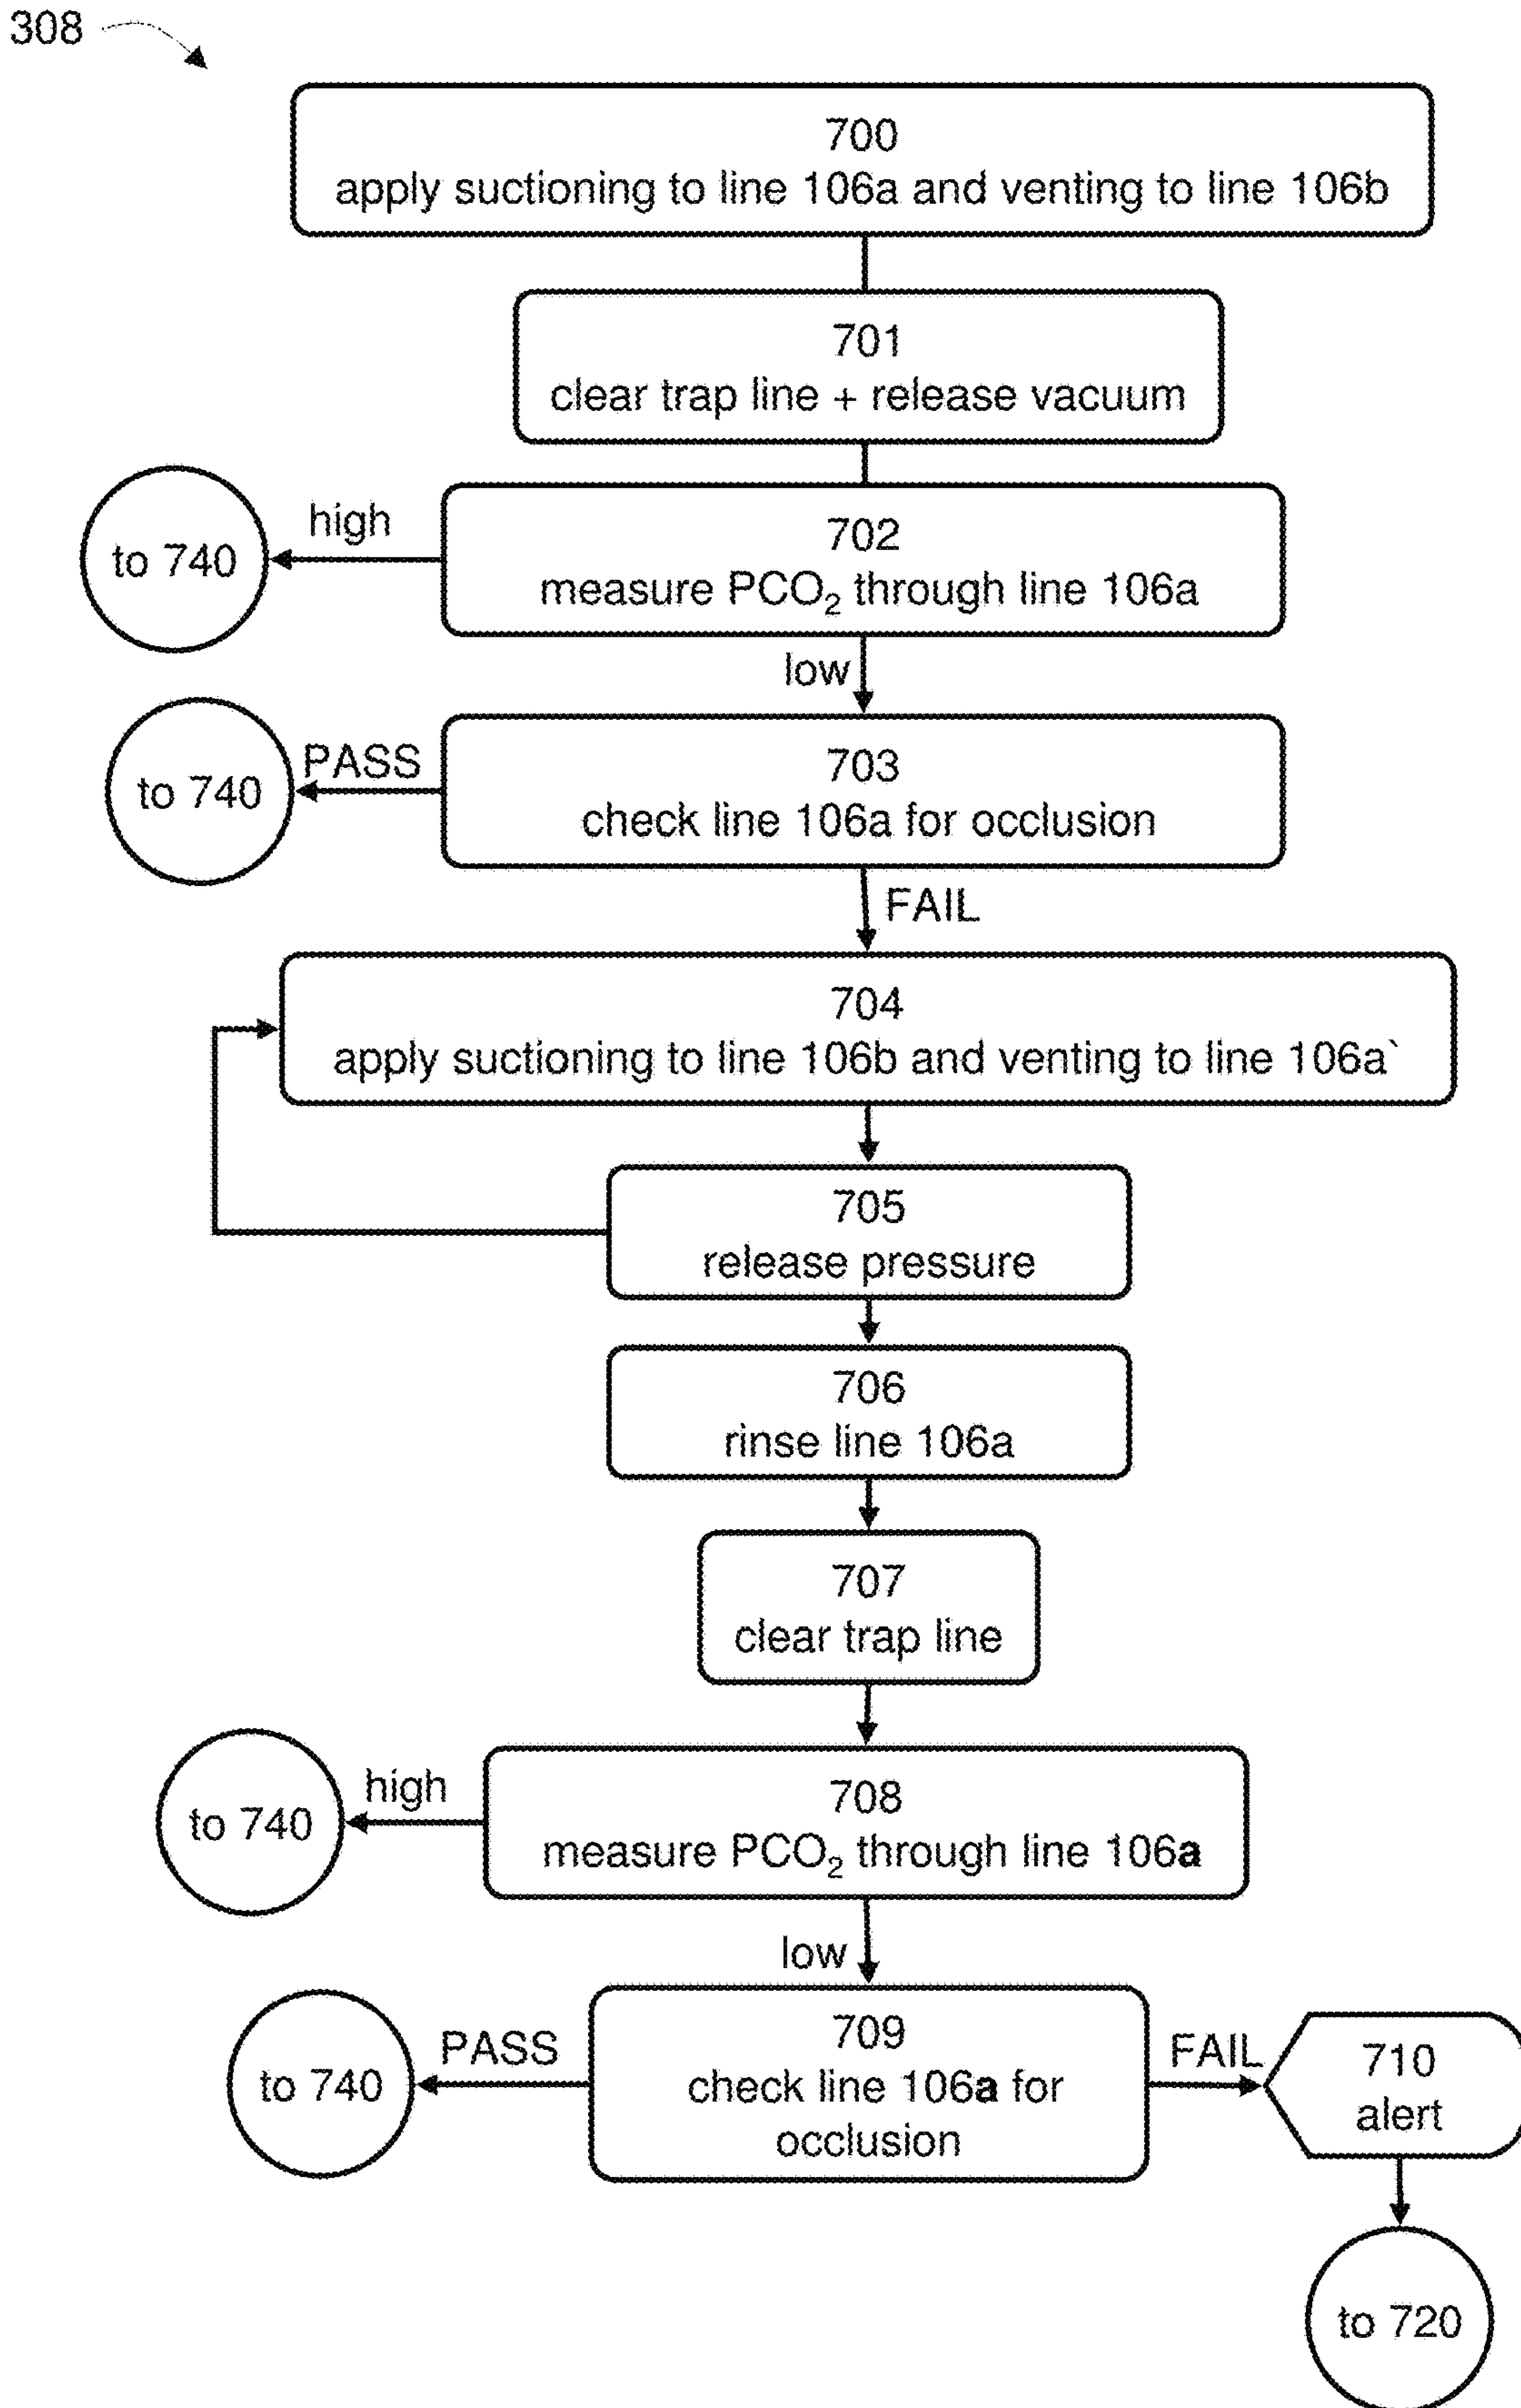 308
700
apply suctioning to line 106a and venting to line 106b
701
clear trap line + release vacuum
to 740
high
702
measure PCO₂ through line 106a
low
to 740
PASS
703
check line 106a for occlusion
FAIL
704
apply suctioning to line 106b and venting to line 106a`
705
release pressure
706
rinse line 106a
707
clear trap line
to 740
high
708
measure PCO₂ through line 106a
low
to 740
PASS
709
check line 106a for
occlusion
FAIL
710
alert
to 720